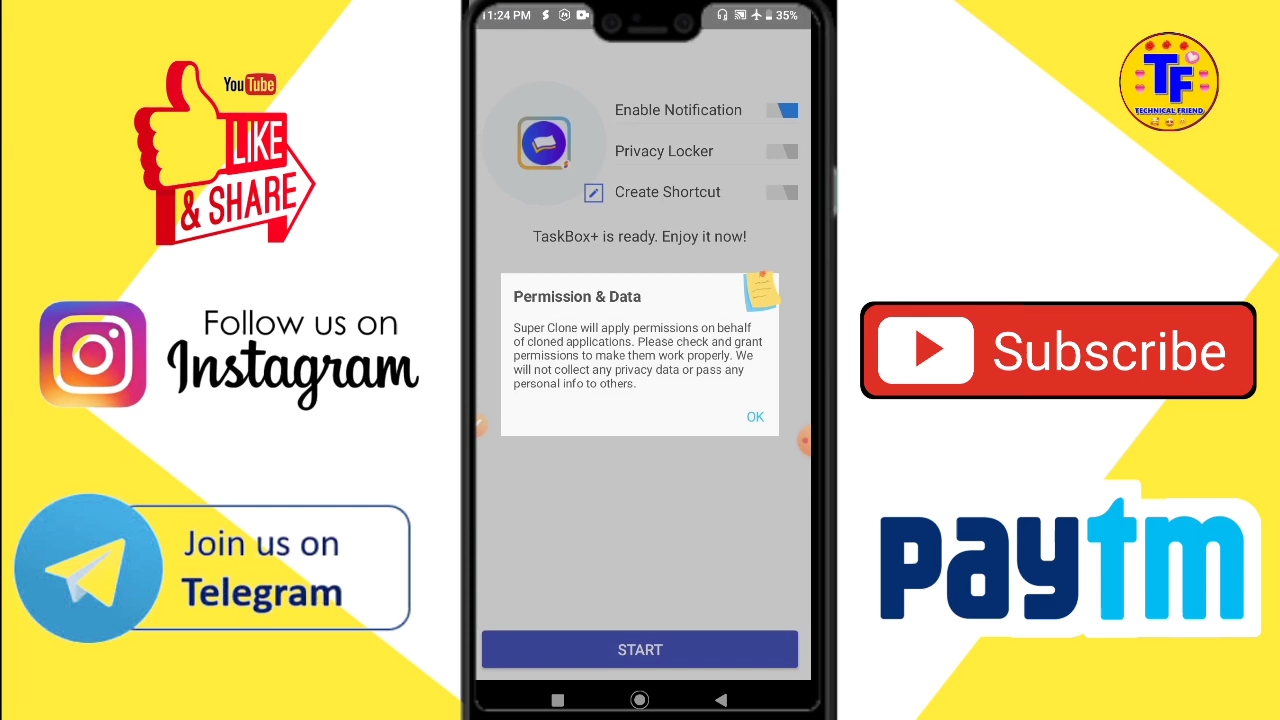 YouTube
LIKE
& SHARE
Follow us on
Instagram
Join us on
Telegram
11:24 PM
35%
Enable Notification
Privacy Locker
Create Shortcut
TaskBox+ is ready. Enjoy it now!
Permission & Data
Super Clone will apply permissions on behalf
of cloned applications. Please check and grant
permissions to make them work properly. We
will not collect any privacy data or pass any
personal info to others.
OK
START
TF
TECHNICAL FRIEND
Subscribe
paytm